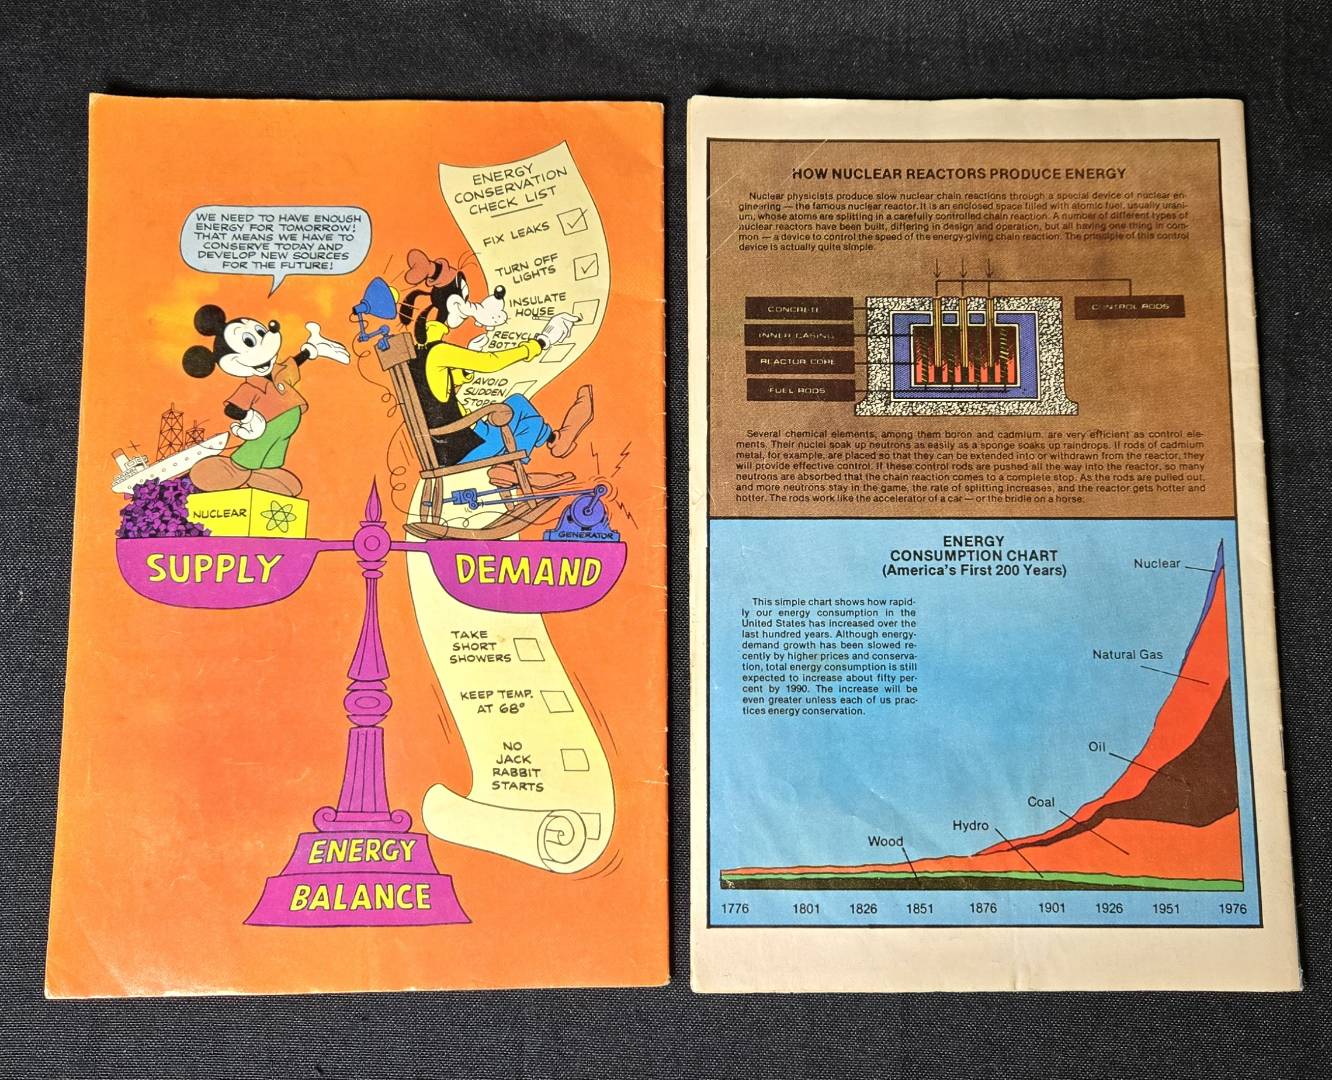 WE NEED TO HAVE ENOUGH
ENERGY FOR TOMORROW!
THAT MEANS WE HAVE TO
CONSERVE TODAY AND
DEVELOP NEW SOURCES
FOR THE FUTURE!
ENERGY
CONSERVATION
CHECK LIST
FIX LEAKS
TURN OFF
LIGHTS
INSULATE
HOUSE
AVOID
SUDDEN
STOPS
NUCLEAR
GENERATOR
SUPPLY
DEMAND
TAKE
SHORT
SHOWERS
KEEP TEMP.
AT 68°
NO
JACK
RABBIT
STARTS
ENERGY
BALANCE
HOW NUCLEAR REACTORS PRODUCE ENERGY
Nuclear physicists produce slow nuclear chain reactions through a special device of nuclear en-
gineering — the famous nuclear reactor. It is an enclosed space filled with atomic fuel, usually urani-
um, whose atoms are splitting in a carefully controlled chain reaction. A number of different types of
nuclear reactors have been built, differing in design and operation, but all having one thing in com-
mon — a device to control the speed of the energy-giving chain reaction. The principle of this control
device is actually quite simple.
CONCRETE
INNER CASING
REACTOR CORE
FUEL RODS
CONTROL RODS
Several chemical elements, among them boron and cadmium, are very efficient as control ele-
ments. Their nuclei soak up neutrons as easily as a sponge soaks up raindrops. If rods of cadmium
metal, for example, are placed so that they can be extended into or withdrawn from the reactor, they
will provide effective control. If these control rods are pushed all the way into the reactor, so many
neutrons are absorbed that the chain reaction comes to a complete stop. As the rods are pulled out,
and more neutrons stay in the game, the rate of splitting increases, and the reactor gets hotter and
hotter. The rods work like the accelerator of a car — or the bridle on a horse.
ENERGY
CONSUMPTION CHART
(America's First 200 Years)
This simple chart shows how rapid-
ly our energy consumption in the
United States has increased over the
last hundred years. Although energy-
demand growth has been slowed re-
cently by higher prices and conserva-
tion, total energy consumption is still
expected to increase about fifty per-
cent by 1990. The increase will be
even greater unless each of us prac-
tices energy conservation.
Nuclear
Natural Gas
Oil
Coal
Hydro
Wood
1776 1801 1826 1851 1876 1901 1926 1951 1976